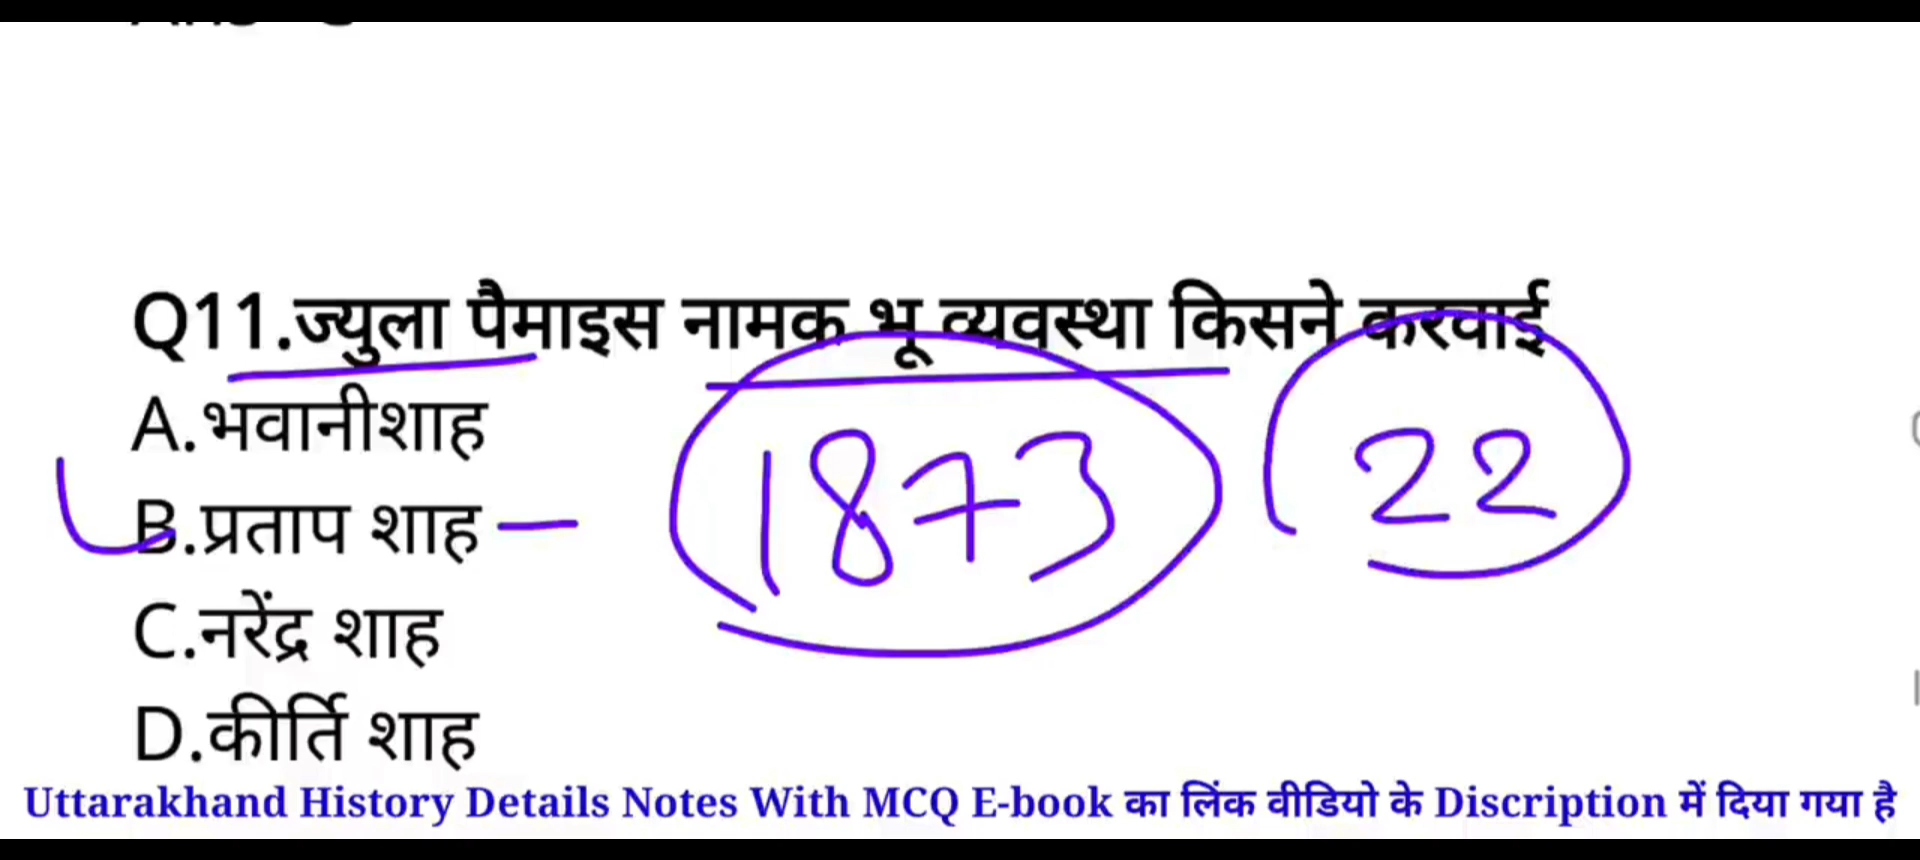 Q11.ज्युला पैमाइस नामक भू व्यवस्था किसने करवाई
A.भवानीशाह
B.प्रताप शाह – 1873 22
C.नरेंद्र शाह
D.कीर्ति शाह
Uttarakhand History Details Notes With MCQ E-book का लिंक वीडियो के Discription में दिया गया है